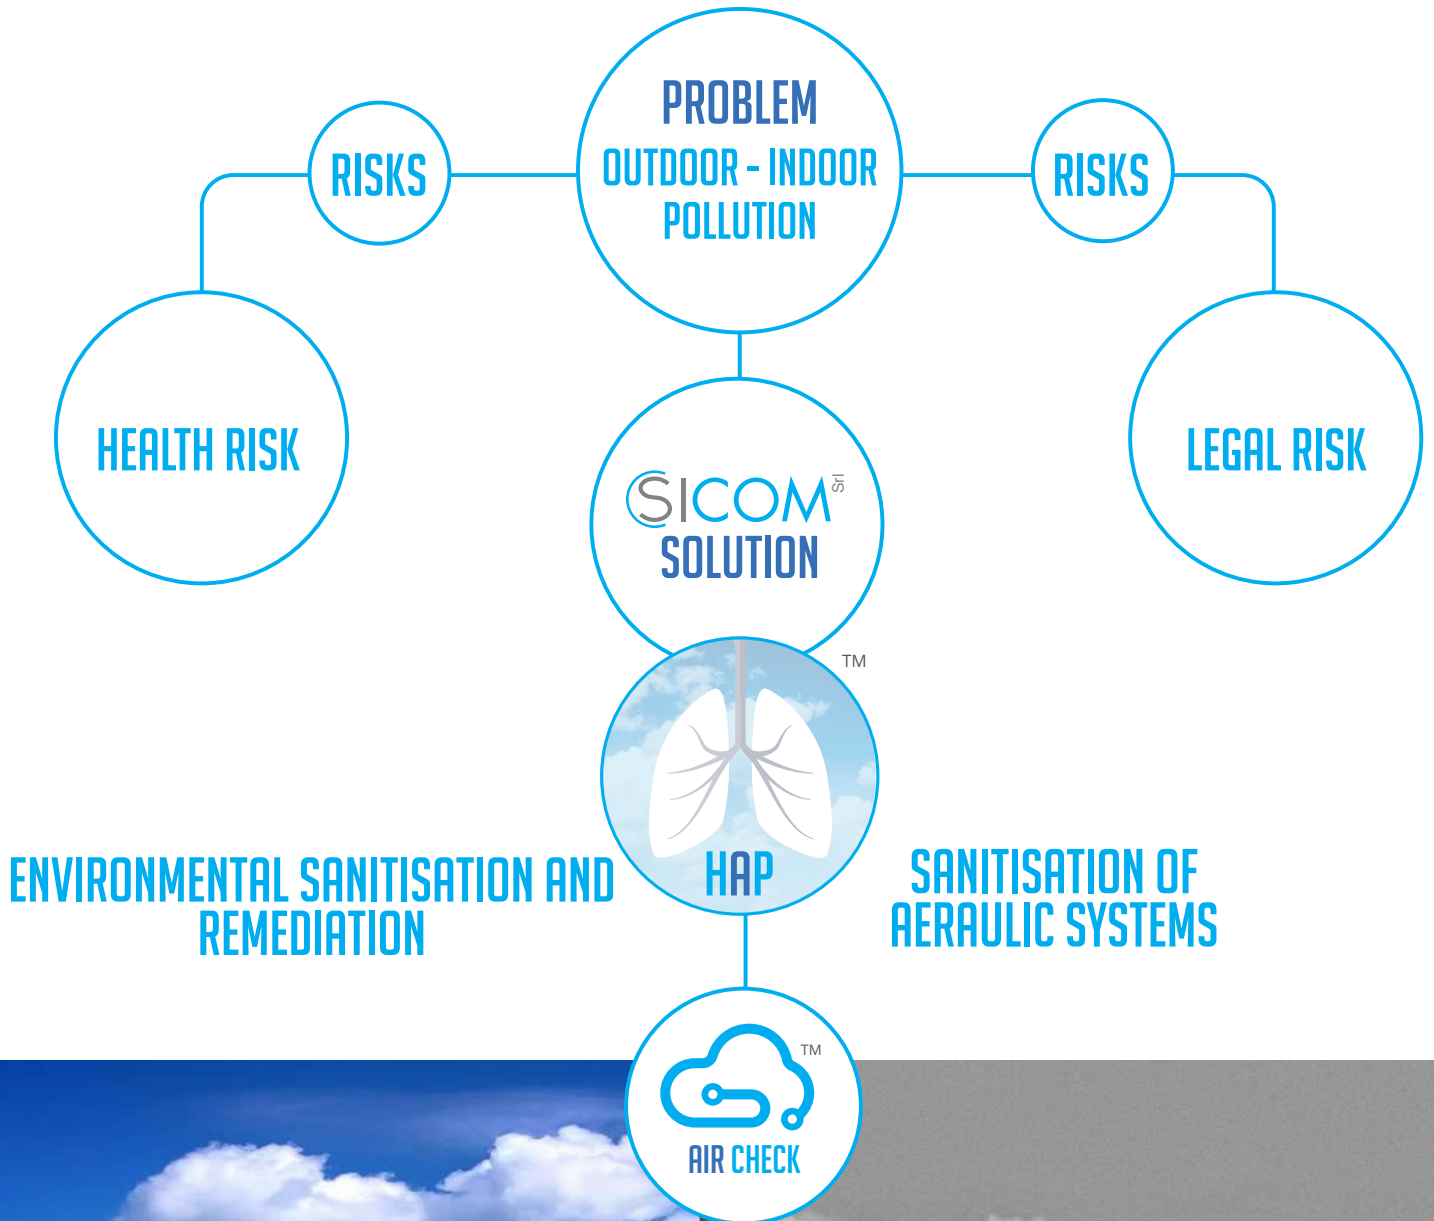 PROBLEM
OUTDOOR - INDOOR
POLLUTION
RISKS
RISKS
HEALTH RISK
LEGAL RISK
SICOM Srl
SOLUTION
TM
HAP
ENVIRONMENTAL SANITISATION AND
REMEDIATION
SANITISATION OF
AERAULIC SYSTEMS
TM
AIR CHECK